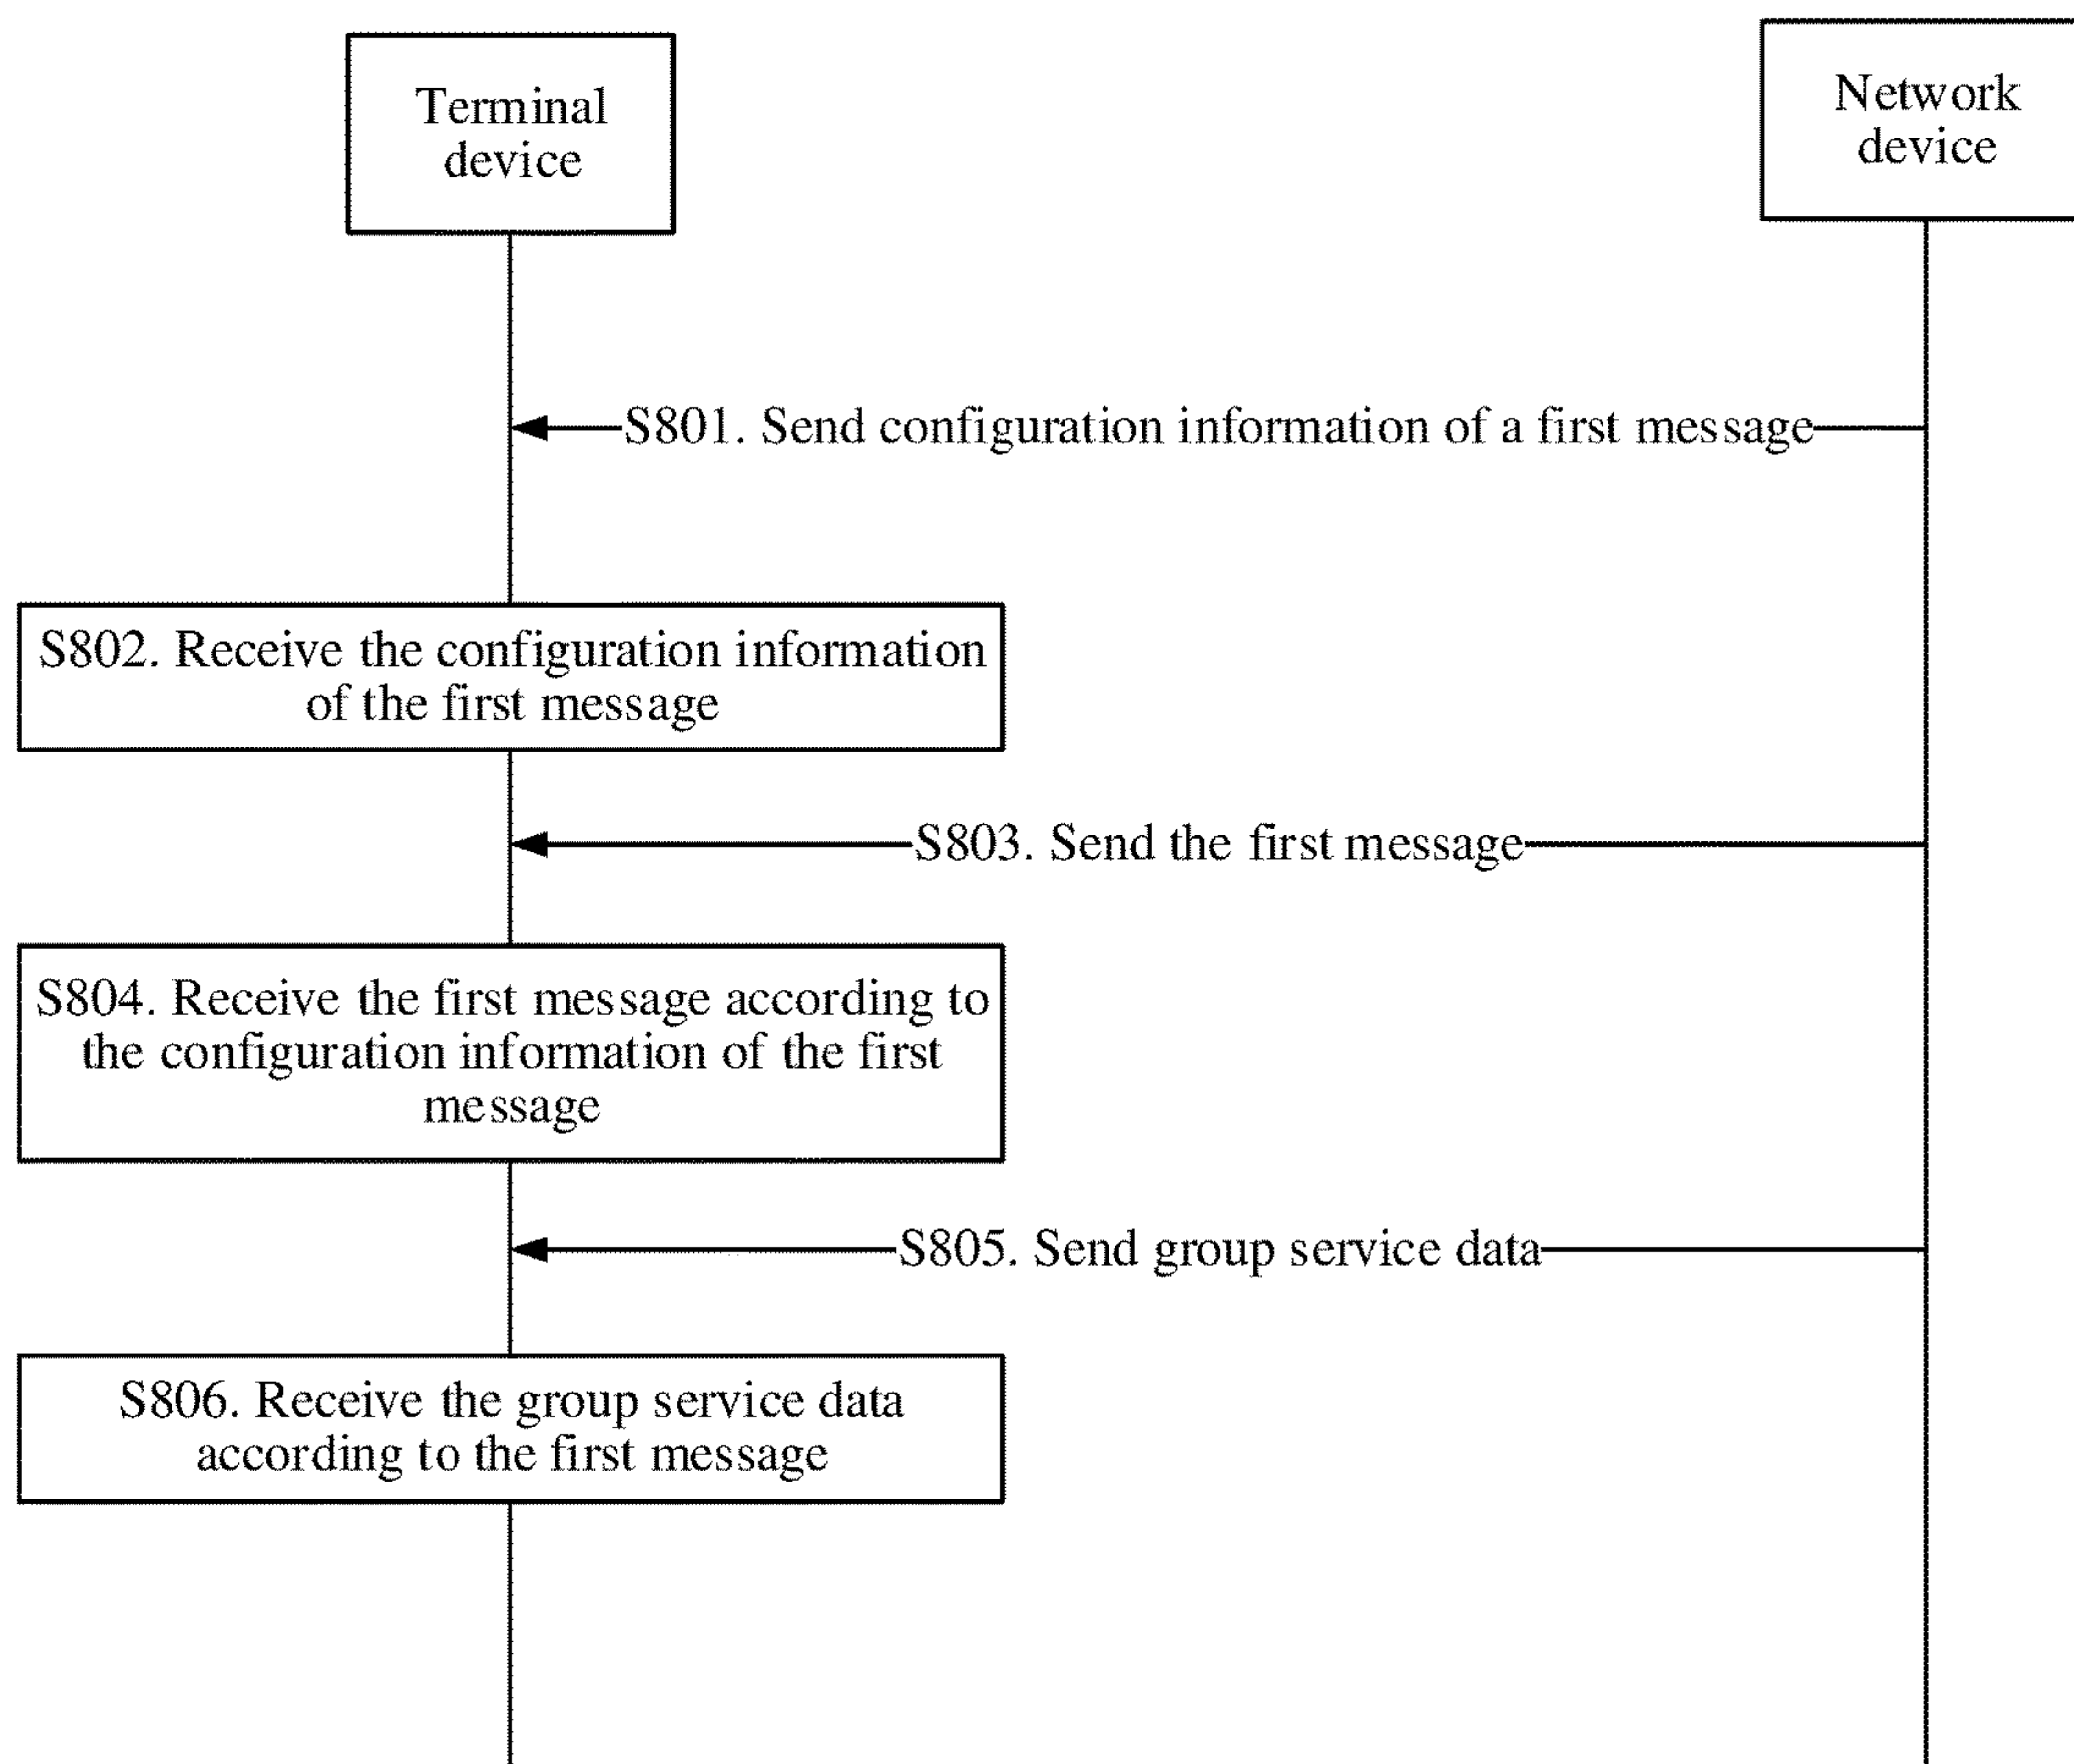 Terminal
device
Network
device
S801. Send configuration information of a first message
S802. Receive the configuration information
of the first message
S803. Send the first message
S804. Receive the first message according to
the configuration information of the first
message
S805. Send group service data
S806. Receive the group service data
according to the first message